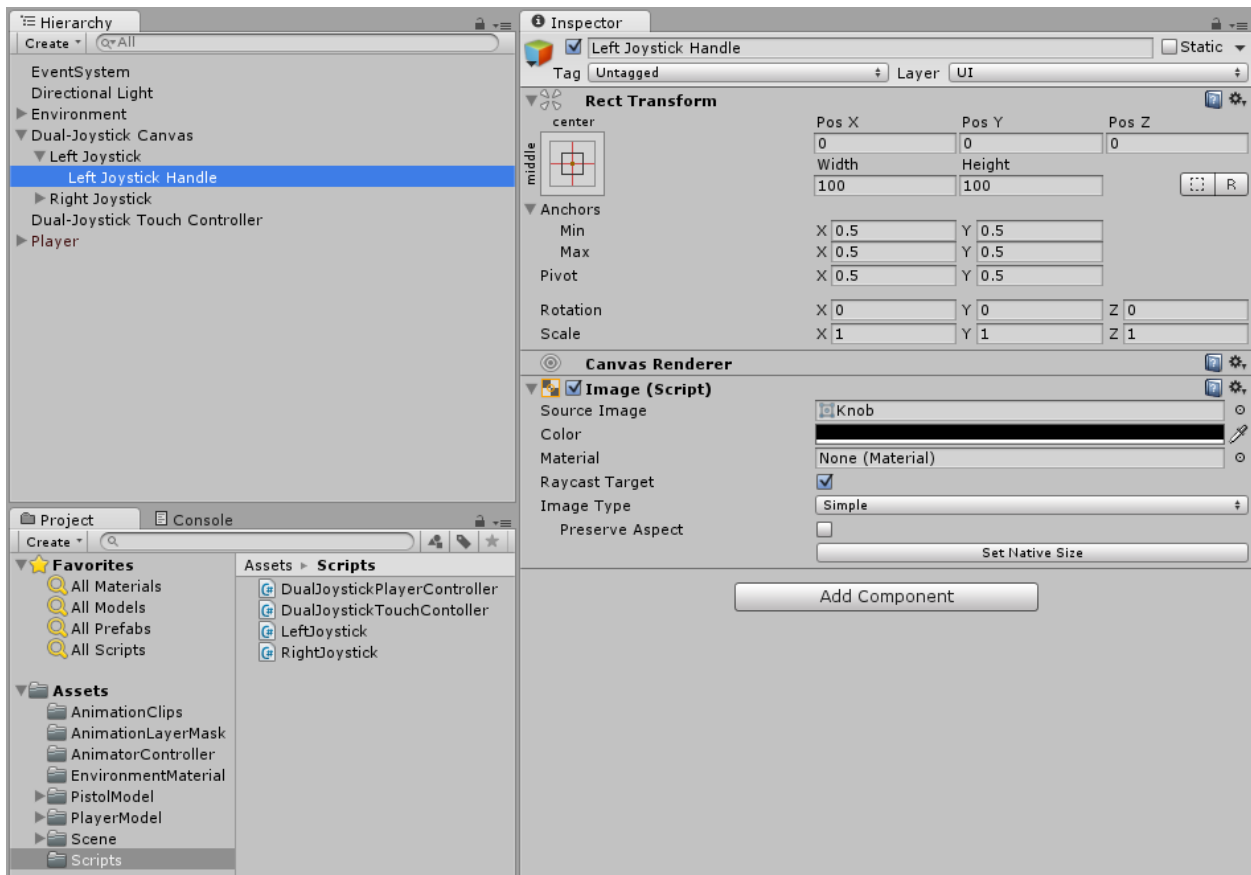 Hierarchy
Create All
EventSystem
Directional Light
Environment
Dual-Joystick Canvas
Left Joystick
Left Joystick Handle
Right Joystick
Dual-Joystick Touch Controller
Player
Project Console
Create
Favorites
All Materials
All Models
All Prefabs
All Scripts
Assets
AnimationClips
AnimationLayerMask
AnimatorController
EnvironmentMaterial
PistolModel
PlayerModel
Scene
Scripts
Assets Scripts
DualJoystickPlayerController
DualJoystickTouchContoller
LeftJoystick
RightJoystick
Inspector
Left Joystick Handle Static
Tag Untagged Layer UI
Rect Transform
center Pos X Pos Y Pos Z
middle
0 0 0
Width Height
100 100 R
Anchors
Min X 0.5 Y 0.5
Max X 0.5 Y 0.5
Pivot X 0.5 Y 0.5
Rotation X 0 Y 0 Z 0
Scale X 1 Y 1 Z 1
Canvas Renderer
Image (Script)
Source Image Knob
Color
Material None (Material)
Raycast Target
Image Type Simple
Preserve Aspect
Set Native Size
Add Component